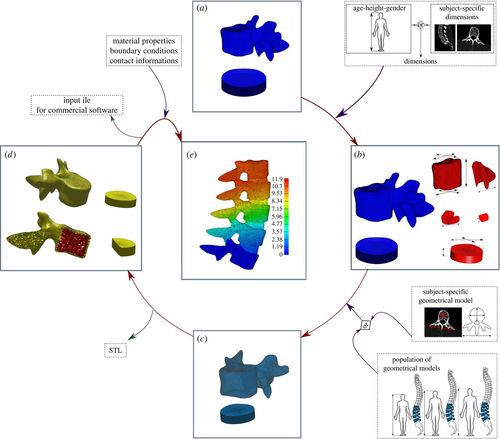 (a)
age-height-gender
or
subject-specific
dimensions
dimensions
material properties
boundary conditions
contact informations
input ile
for commercial software
(d)
(e)
11.9
10.7
9.53
8.34
7.15
5.96
4.77
3.57
2.38
1.19
0
(b)
subject-specific
geometrical model
or
STL
(c)
population of
geometrical models